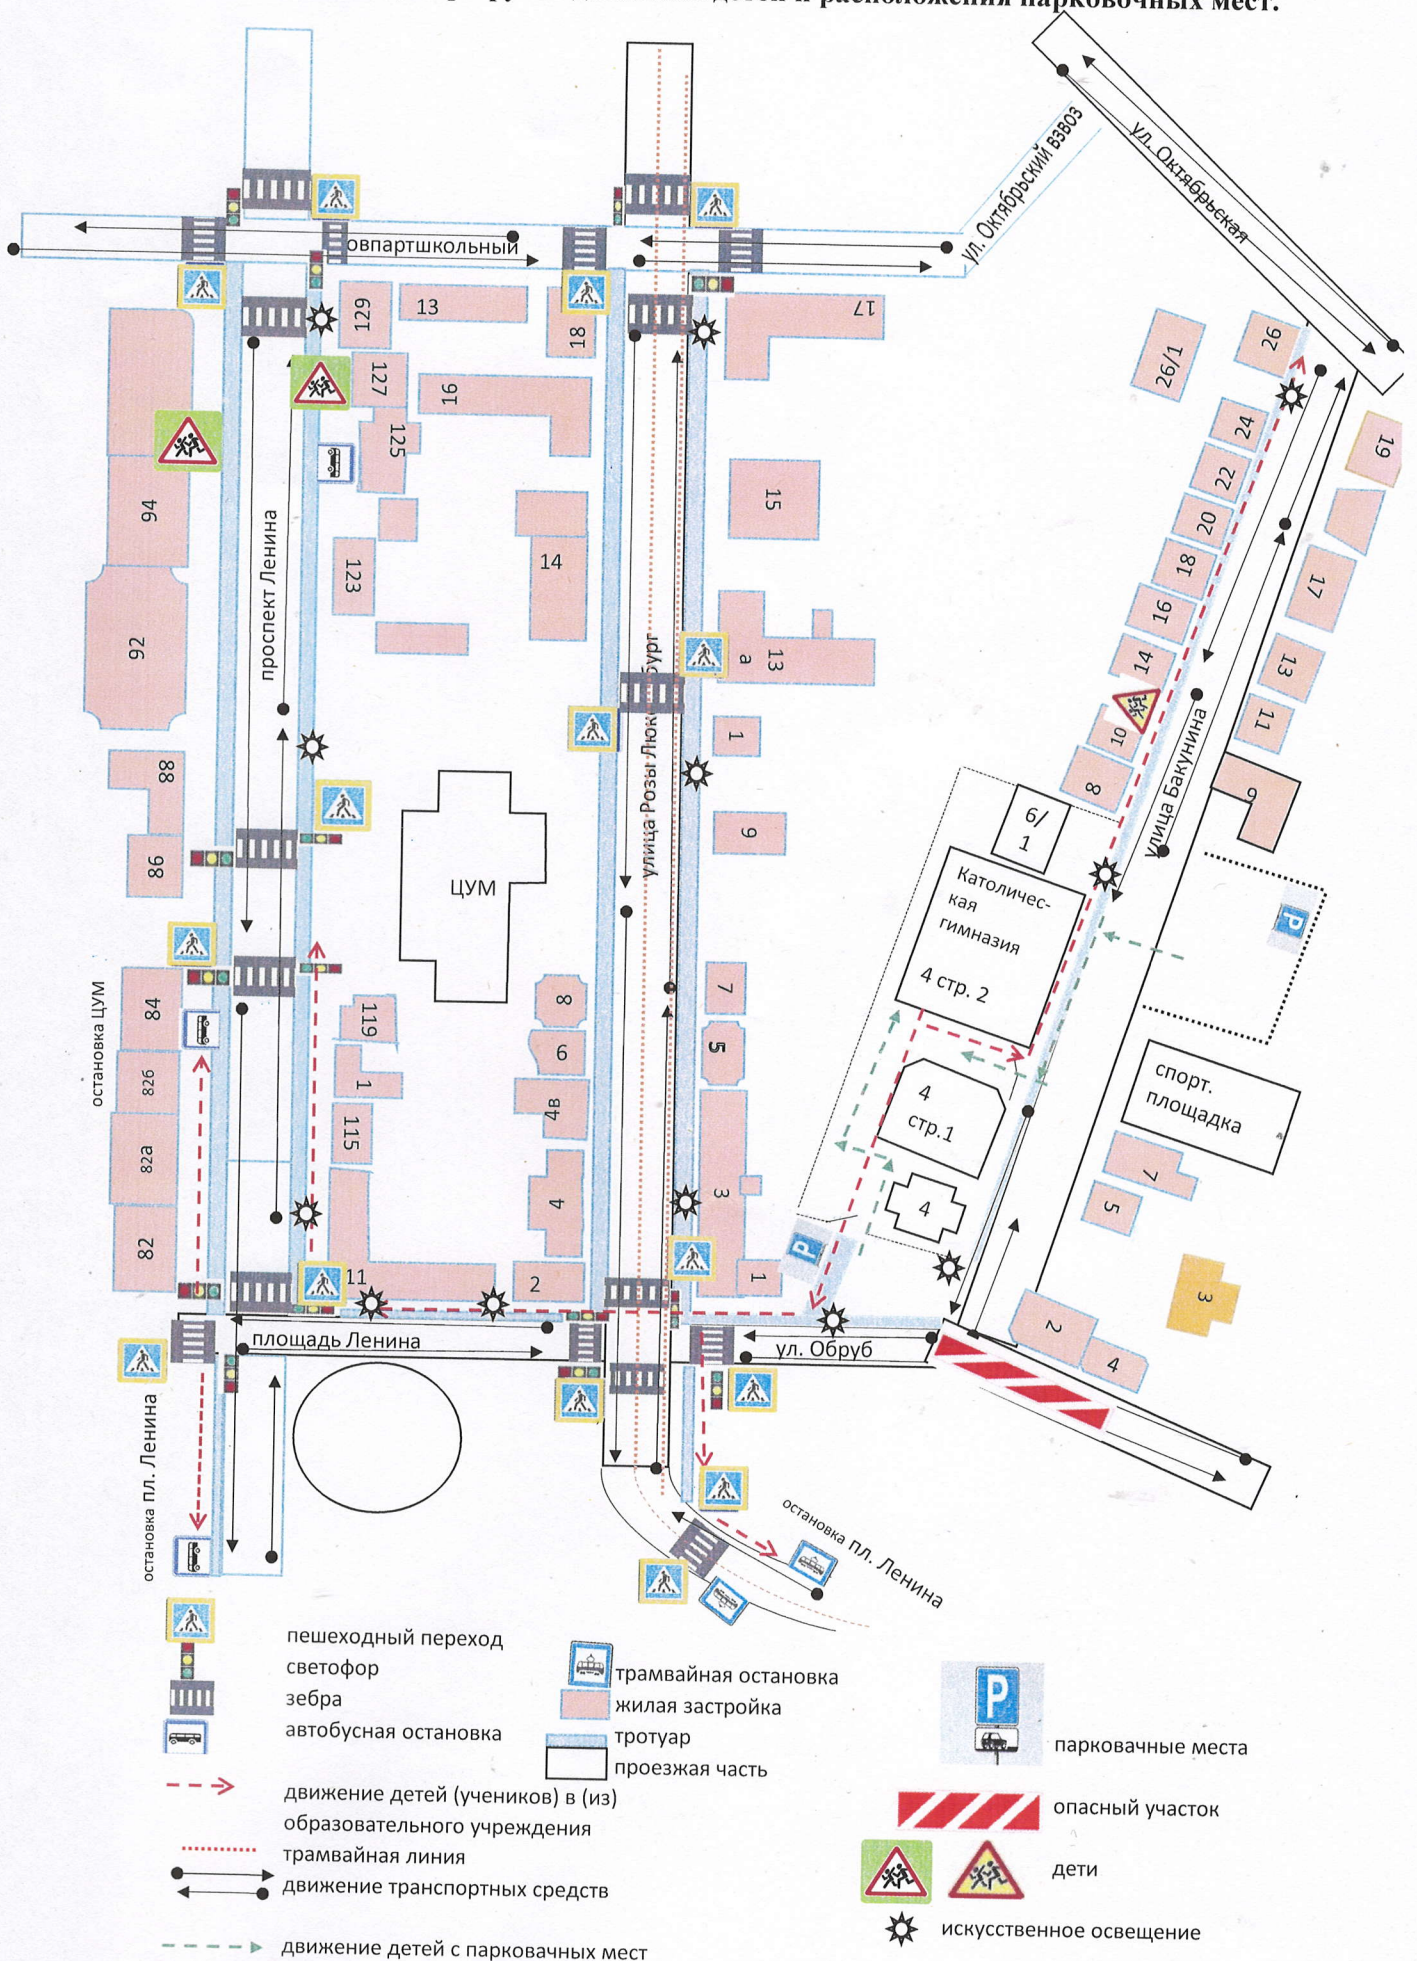 расположения парковочных мест.
ул. Октябрьская
ул. Октябрьский взвоз
овпартшкольный
129
13
18
17
26/1
26
127
16
125
24
19
22
94
15
20
проспект Ленина
123
14
18
17
16
92
13
а
14
13
11
10
1
88
улица Розы Люк
бург
8
6
улица Бакунина
86
9
6/
1
ЦУМ
Католичес-
кая
гимназия
4 стр. 2
P
остановка ЦУМ
84
119
8
7
82б
1
6
5
4
стр.1
спорт.
площадка
82а
115
4в
7
82
4
3
4
5
P
11
2
1
3
площадь Ленина
ул. Обруб
2
4
остановка пл. Ленина
остановка пл. Ленина
пешеходный переход
светофор
зебра
автобусная остановка
движение детей (учеников) в (из)
образовательного учреждения
трамвайная линия
движение транспортных средств
движение детей с парковачных мест
трамвайная остановка
жилая застройка
тротуар
проезжая часть
P
парковачные места
опасный участок
дети
искусственное освещение